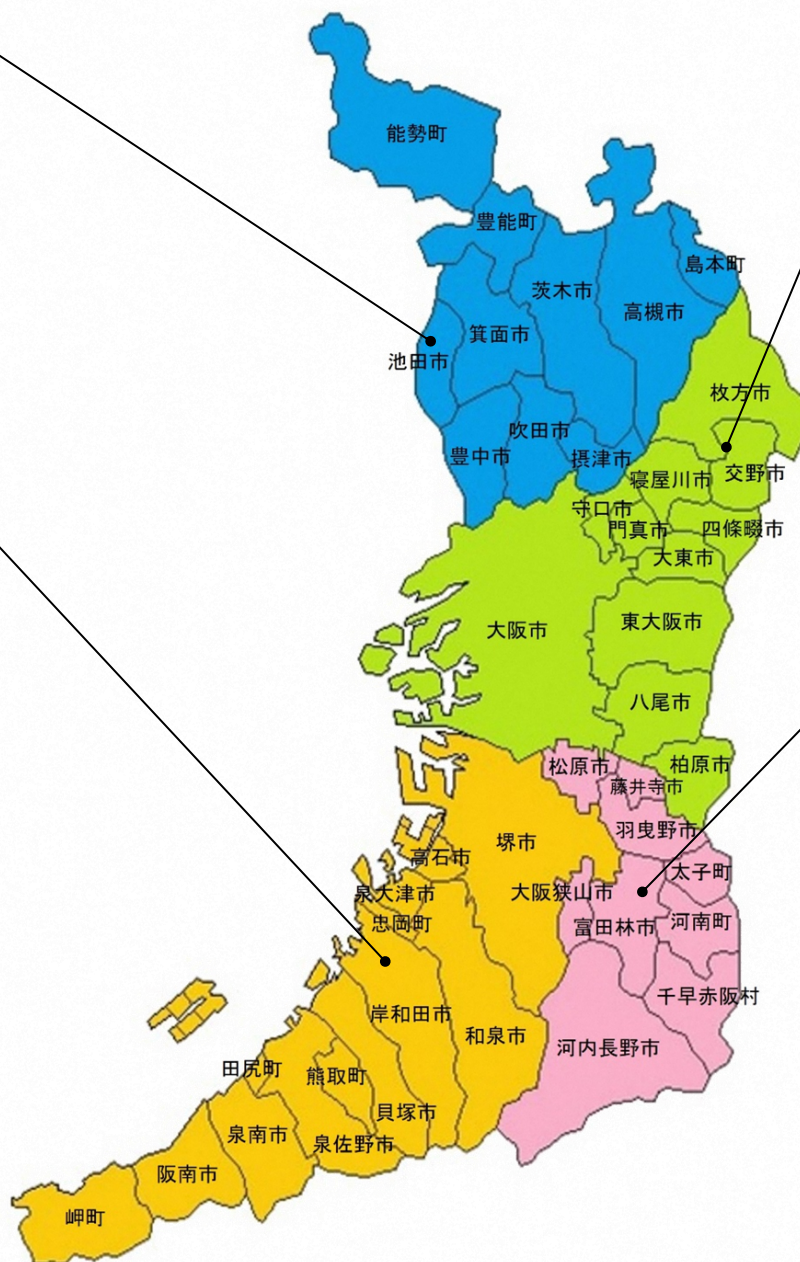 能勢町
豊能町
島本町
茨木市
高槻市
箕面市
池田市
枚方市
吹田市
豊中市
摂津市
寝屋川市
交野市
守口市
門真市
四條畷市
大東市
大阪市
東大阪市
八尾市
松原市
柏原市
藤井寺市
羽曳野市
堺市
高石市
太子町
泉大津市
大阪狭山市
忠岡町
富田林市
河南町
千早赤阪村
岸和田市
和泉市
河内長野市
田尻町
熊取町
貝塚市
泉南市
泉佐野市
阪南市
岬町